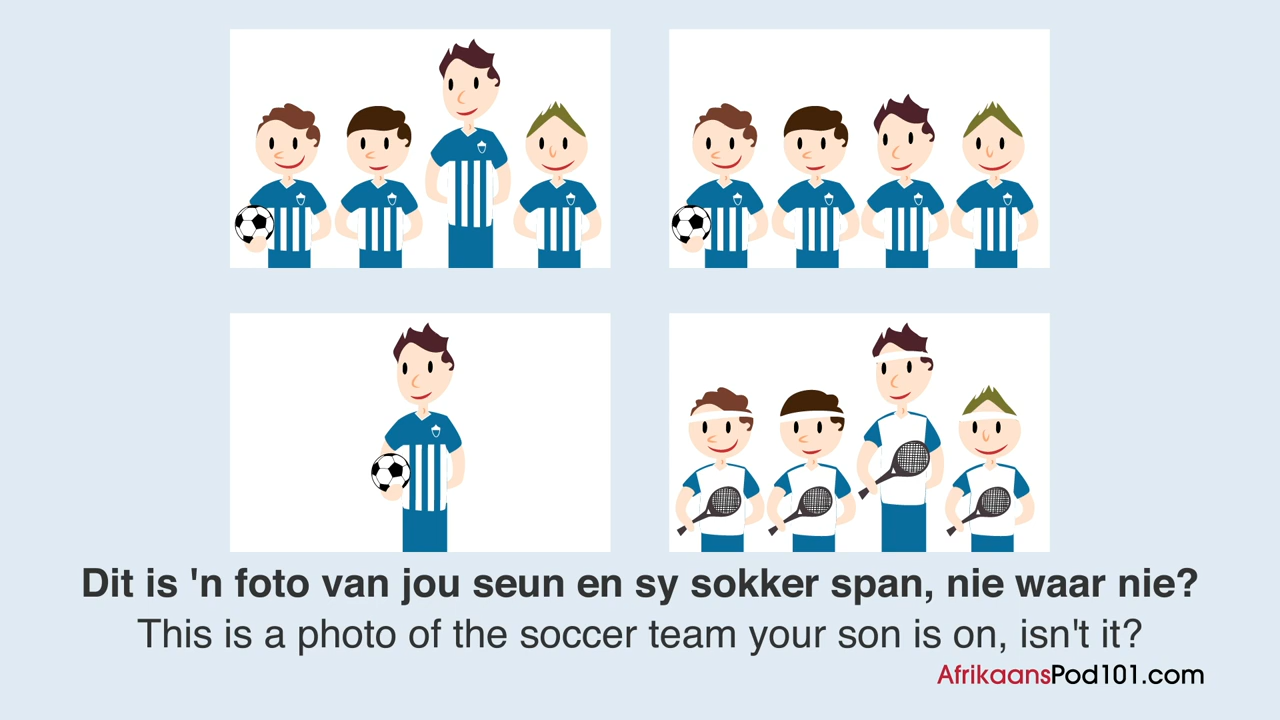 Dit is 'n foto van jou seun en sy sokker span, nie waar nie?
This is a photo of the soccer team your son is on, isn't it?
AfrikaansPod101.com